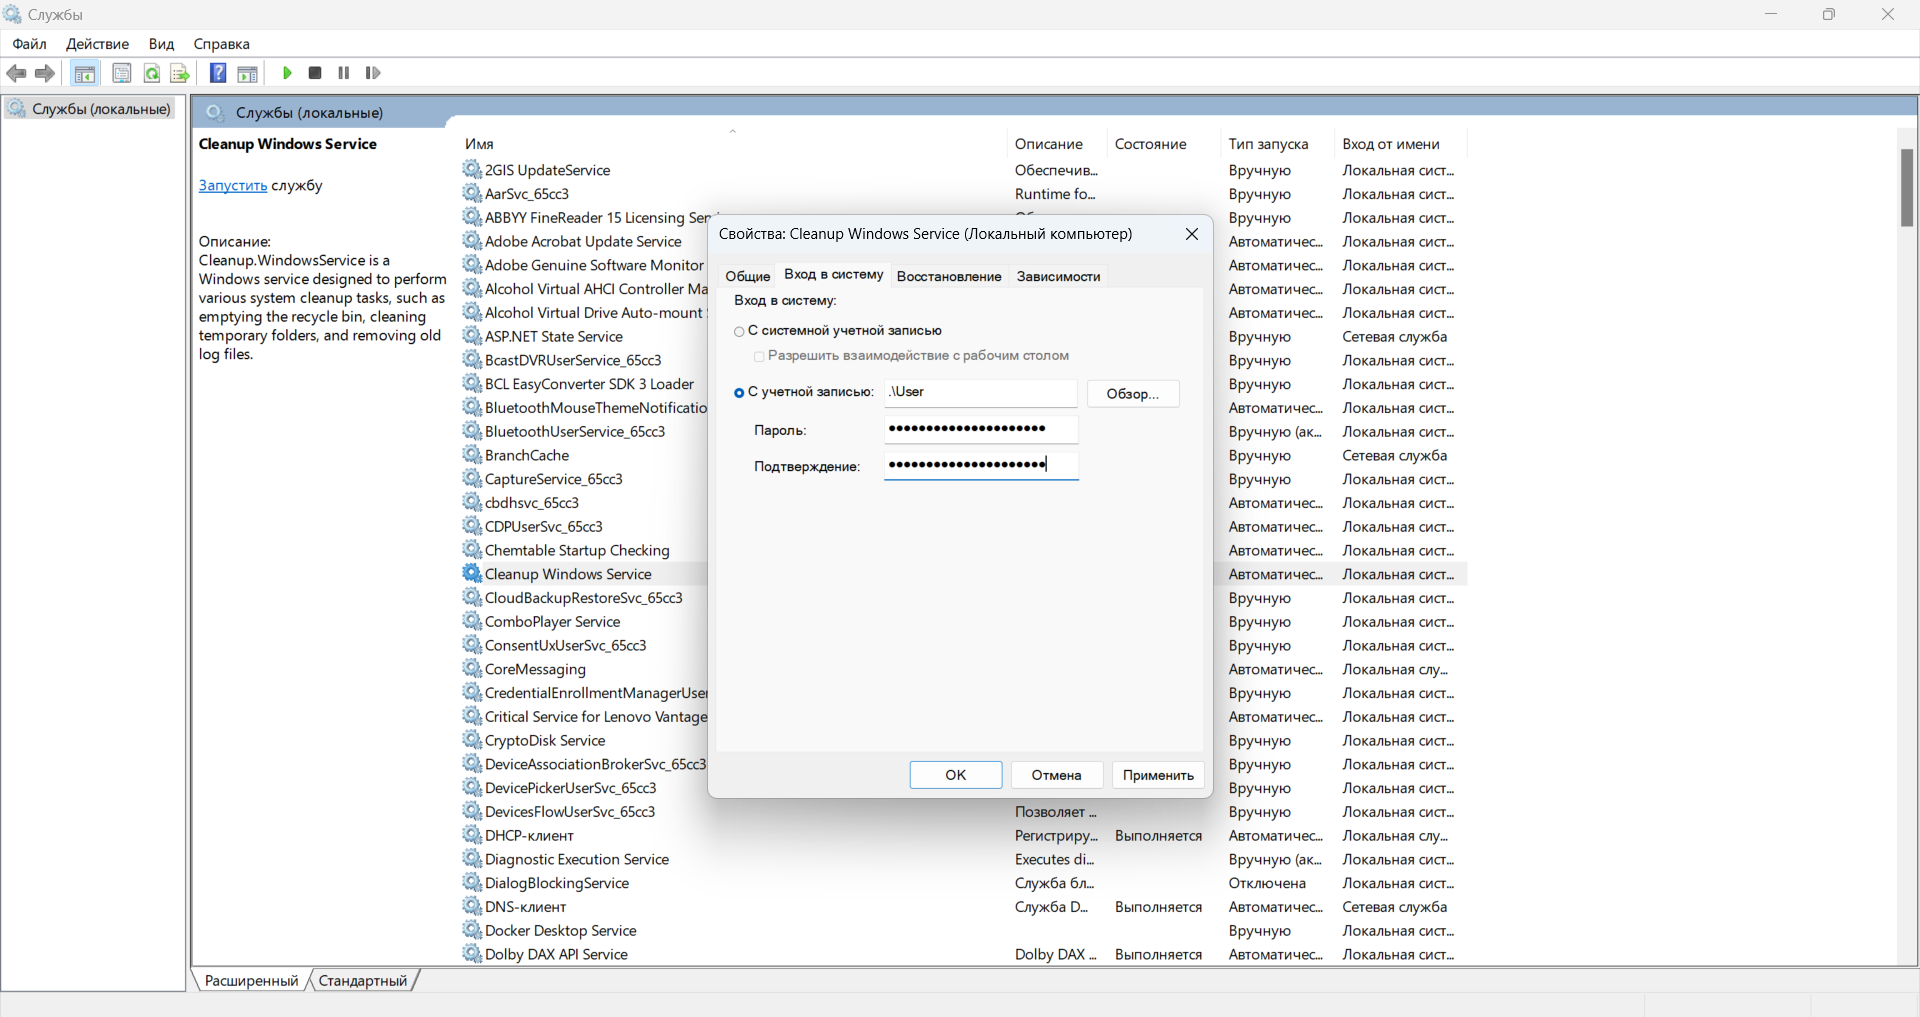 Службы
Файл Действие Вид Справка
Службы (локальные)
Службы (локальные)
Cleanup Windows Service
Запустить службу
Описание:
Cleanup.WindowsService is a
Windows service designed to perform
various system cleanup tasks, such as
emptying the recycle bin, cleaning
temporary folders, and removing old
log files.
Имя Описание Состояние Тип запуска Вход от имени
2GIS UpdateService Обеспечив... Вручную Локальная сист...
AarSvc_65cc3 Runtime fo... Вручную Локальная сист...
ABBYY FineReader 15 Licensing Вручную Локальная сист...
Adobe Acrobat Update Service Автоматичес... Локальная сист...
Adobe Genuine Software Monitor Автоматичес... Локальная сист...
Alcohol Virtual AHCI Controller Ma Автоматичес... Локальная сист...
Alcohol Virtual Drive Auto-mount Автоматичес... Локальная сист...
ASP.NET State Service Вручную Сетевая служба
BcastDVRUserService_65cc3 Вручную Локальная сист...
BCL EasyConverter SDK 3 Loader Вручную Локальная сист...
BluetoothMouseThemeNotificatio Автоматичес... Локальная сист...
BluetoothUserService_65cc3 Вручную (ак... Локальная сист...
BranchCache Вручную Сетевая служба
CaptureService_65cc3 Вручную Локальная сист...
cbdhsvc_65cc3 Автоматичес... Локальная сист...
CDPUserSvc_65cc3 Автоматичес... Локальная сист...
Chemtable Startup Checking Автоматичес... Локальная сист...
Cleanup Windows Service Автоматичес... Локальная сист...
CloudBackupRestoreSvc_65cc3 Вручную Локальная сист...
ComboPlayer Service Вручную Локальная сист...
ConsentUxUserSvc_65cc3 Вручную Локальная сист...
CoreMessaging Автоматичес... Локальная слу...
CredentialEnrollmentManagerUser Вручную Локальная сист...
Critical Service for Lenovo Vantage Автоматичес... Локальная сист...
CryptoDisk Service Вручную Локальная сист...
DeviceAssociationBrokerSvc_65cc3 Вручную Локальная сист...
DevicePickerUserSvc_65cc3 Вручную Локальная сист...
DevicesFlowUserSvc_65cc3 Позволяет ... Вручную Локальная сист...
DHCP-клиент Регистриру... Выполняется Автоматичес... Локальная слу...
Diagnostic Execution Service Executes di... Вручную (ак... Локальная сист...
DialogBlockingService Служба бл... Отключена Локальная сист...
DNS-клиент Служба D... Выполняется Автоматичес... Сетевая служба
Docker Desktop Service Вручную Локальная сист...
Dolby DAX API Service Dolby DAX ... Выполняется Автоматичес... Локальная сист...
Расширенный Стандартный
Свойства: Cleanup Windows Service (Локальный компьютер)
Общие Вход в систему Восстановление Зависимости
Вход в систему:
С системной учетной записью
Разрешить взаимодействие с рабочим столом
С учетной записью: .\User Обзор...
Пароль: ●●●●●●●●●●●●●●●●●●●●●
Подтверждение: ●●●●●●●●●●●●●●●●●●●●●
OK Отмена Применить